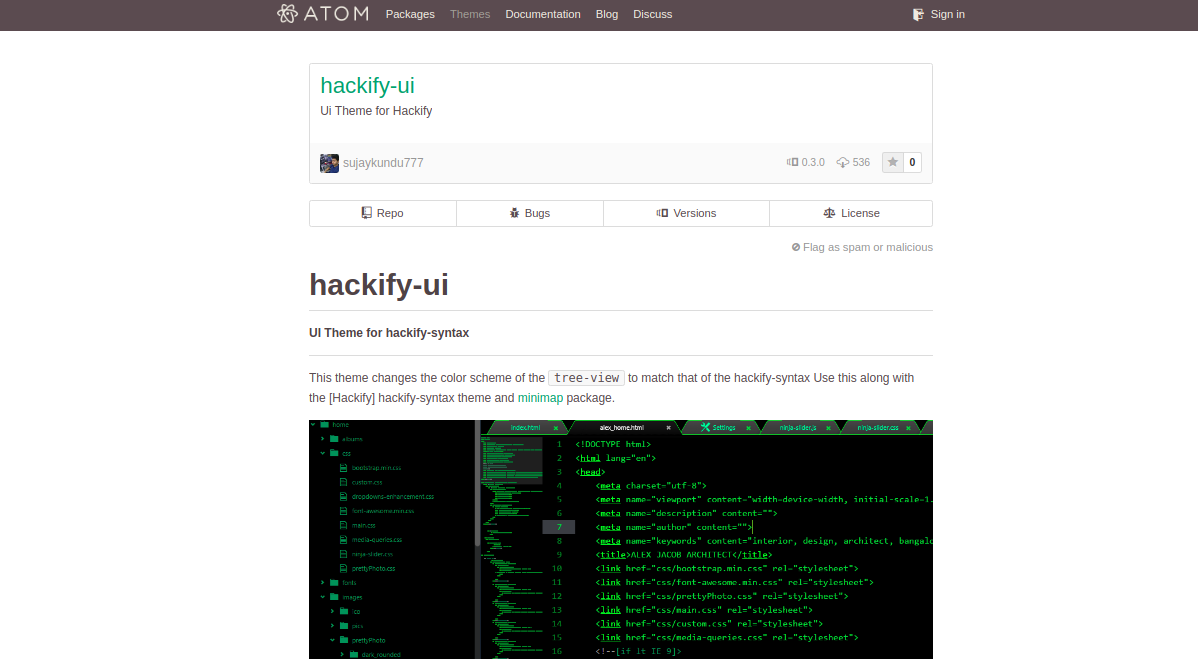 ATOM Packages Themes Documentation Blog Discuss Sign in
hackify-ui
Ui Theme for Hackify
sujaykundu777 0.3.0 536 0
Repo Bugs Versions License
Flag as spam or malicious
hackify-ui
UI Theme for hackify-syntax
This theme changes the color scheme of the tree-view to match that of the hackify-syntax Use this along with
the [Hackify] hackify-syntax theme and minimap package.
home
albums
css
bootstrap.min.css
custom.css
dropdowns-enhancement.css
font-awesome.min.css
main.css
media-queries.css
ninja-slider.css
prettyPhoto.css
fonts
images
ico
pics
prettyPhoto
dark_rounded
index.html × alex_home.html × Settings × ninja-slider.js × ninja-slider.css ×
1 <!DOCTYPE html>
2 <html lang="en">
3 <head>
4 <meta charset="utf-8">
5 <meta name="viewport" content="width-device-width, initial-scale=1.
6 <meta name="description" content="">
7 <meta name="author" content="">
8 <meta name="keywords" content="interior, design, architect, bangalo
9 <title>ALEX JACOB ARCHITECT</title>
10 <link href="css/bootstrap.min.css" rel="stylesheet">
11 <link href="css/font-awesome.min.css" rel="stylesheet">
12 <link href="css/prettyPhoto.css" rel="stylesheet">
13 <link href="css/main.css" rel="stylesheet">
14 <link href="css/custom.css" rel="stylesheet">
15 <link href="css/media-queries.css" rel="stylesheet">
16 <!--[if lt IE 9]>